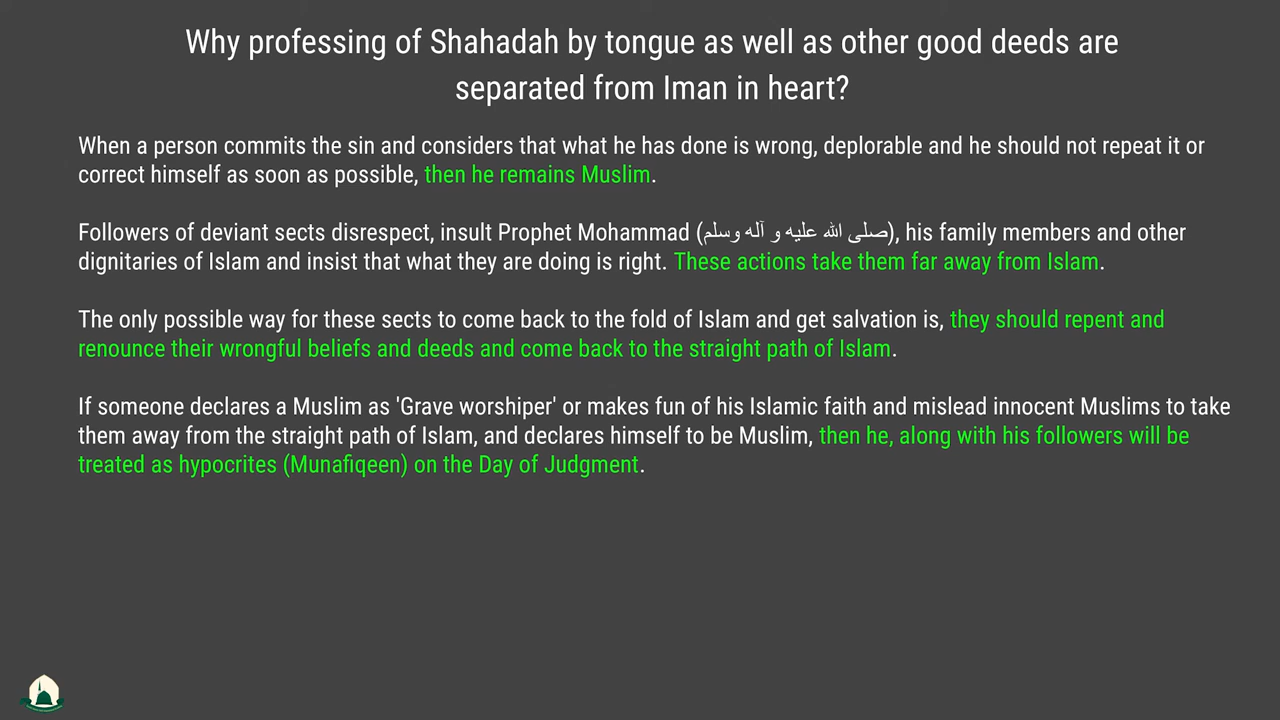 Why professing of Shahadah by tongue as well as other good deeds are
separated from Iman in heart?
When a person commits the sin and considers that what he has done is wrong, deplorable and he should not repeat it or
correct himself as soon as possible, then he remains Muslim.
Followers of deviant sects disrespect, insult Prophet Mohammad (صلى الله عليه و آله وسلم), his family members and other
dignitaries of Islam and insist that what they are doing is right. These actions take them far away from Islam.
The only possible way for these sects to come back to the fold of Islam and get salvation is, they should repent and
renounce their wrongful beliefs and deeds and come back to the straight path of Islam.
If someone declares a Muslim as 'Grave worshiper' or makes fun of his Islamic faith and mislead innocent Muslims to take
them away from the straight path of Islam, and declares himself to be Muslim, then he, along with his followers will be
treated as hypocrites (Munafiqeen) on the Day of Judgment.